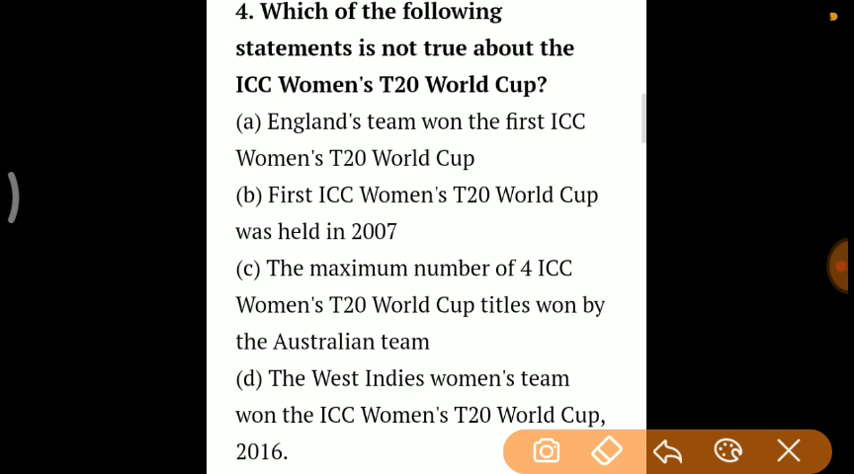 4. Which of the following
statements is not true about the
ICC Women's T20 World Cup?
(a) England's team won the first ICC
Women's T20 World Cup
(b) First ICC Women's T20 World Cup
was held in 2007
(c) The maximum number of 4 ICC
Women's T20 World Cup titles won by
the Australian team
(d) The West Indies women's team
won the ICC Women's T20 World Cup,
2016.